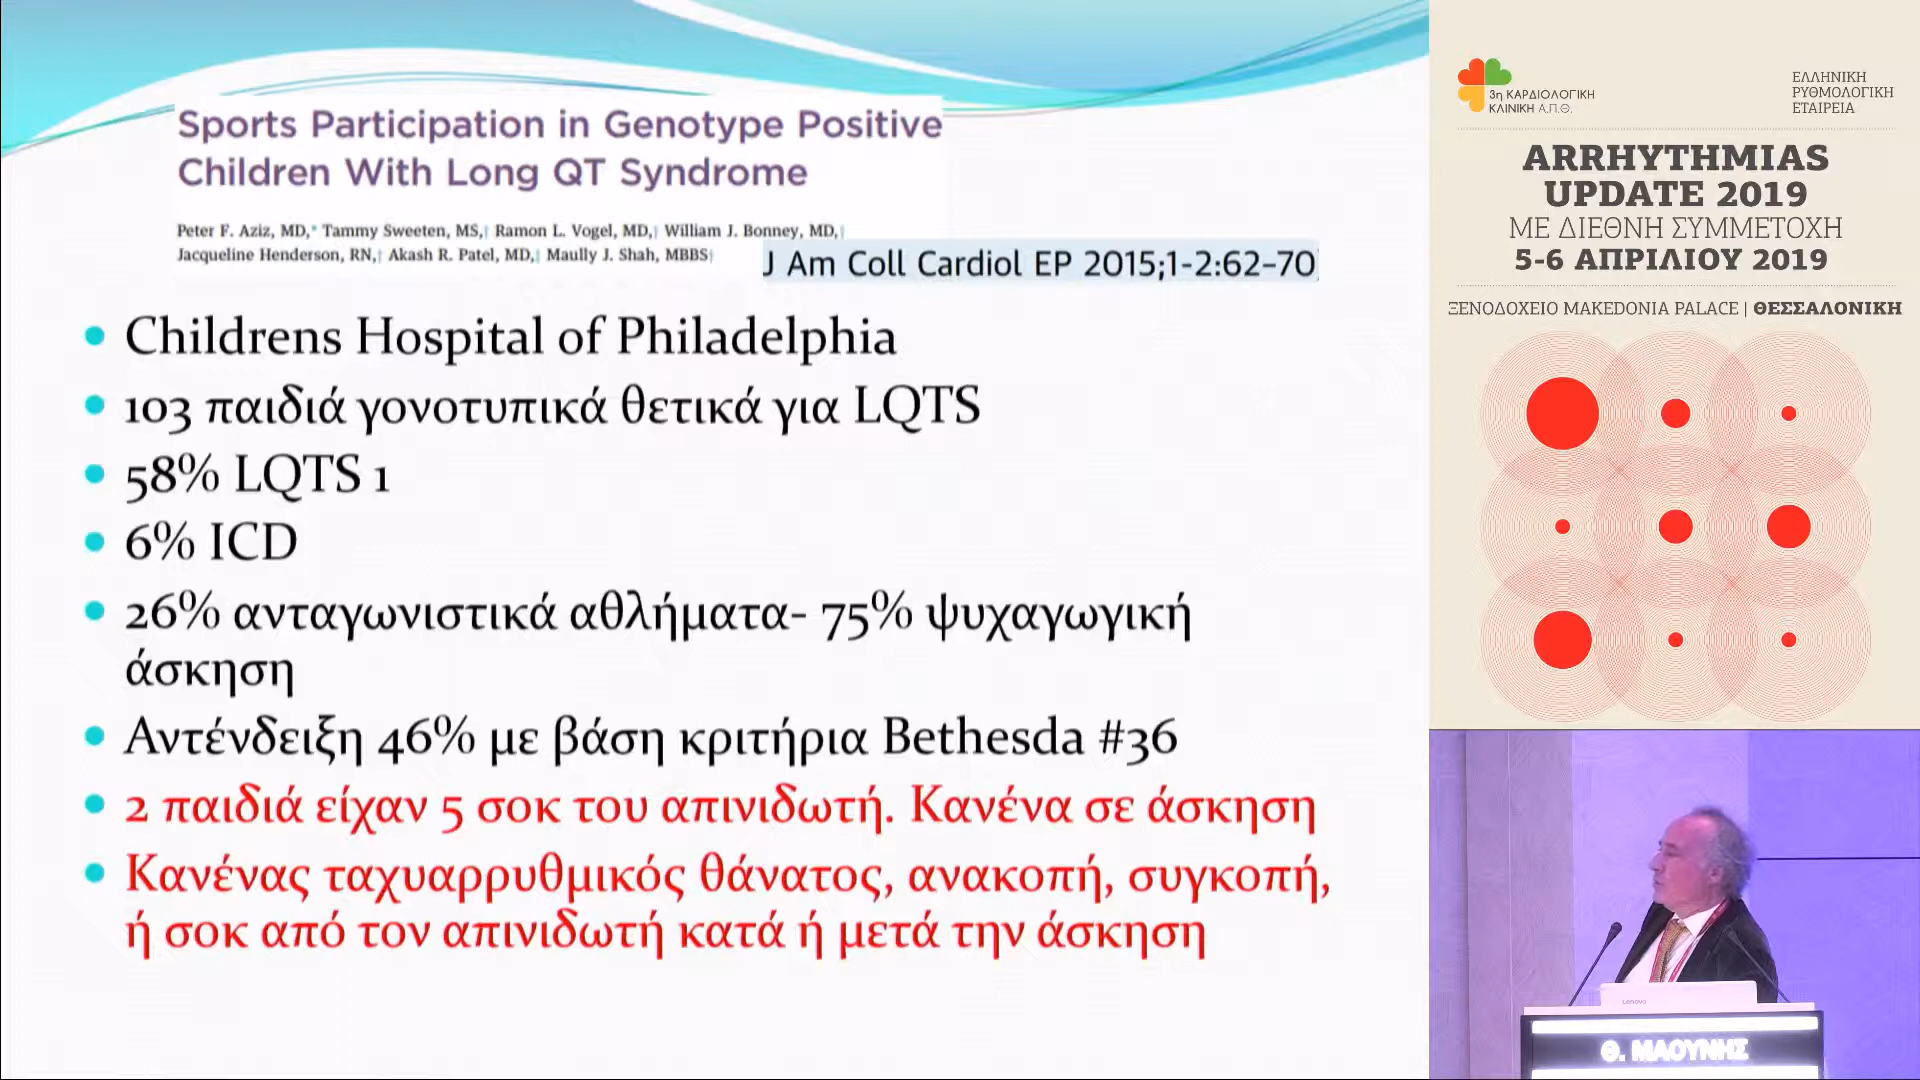 Sports Participation in Genotype Positive
Children With Long QT Syndrome
Peter F. Aziz, MD,* Tammy Sweeten, MS,† Ramon L. Vogel, MD,† William J. Bonney, MD,†
Jacqueline Henderson, RN,† Akash R. Patel, MD,‡ Maully J. Shah, MBBS†
J Am Coll Cardiol EP 2015;1-2:62–70
• Childrens Hospital of Philadelphia
• 103 παιδιά γονοτυπικά θετικά για LQTS
• 58% LQTS 1
• 6% ICD
• 26% ανταγωνιστικά αθλήματα- 75% ψυχαγωγική
άσκηση
• Αντένδειξη 46% με βάση κριτήρια Bethesda #36
• 2 παιδιά είχαν 5 σοκ του απινιδωτή. Κανένα σε άσκηση
• Κανένας ταχυαρρυθμικός θάνατος, ανακοπή, συγκοπή,
ή σοκ από τον απινιδωτή κατά ή μετά την άσκηση
3η ΚΑΡΔΙΟΛΟΓΙΚΗ
ΚΛΙΝΙΚΗ Α.Π.Θ.
ΕΛΛΗΝΙΚΗ
ΡΥΘΜΟΛΟΓΙΚΗ
ΕΤΑΙΡΕΙΑ
ARRHYTHMIAS
UPDATE 2019
ΜΕ ΔΙΕΘΝΗ ΣΥΜΜΕΤΟΧΗ
5-6 ΑΠΡΙΛΙΟΥ 2019
ΞΕΝΟΔΟΧΕΙΟ MAKEDONIA PALACE | ΘΕΣΣΑΛΟΝΙΚΗ
Lenovo
Θ. ΜΑΟΥΝΗΣ